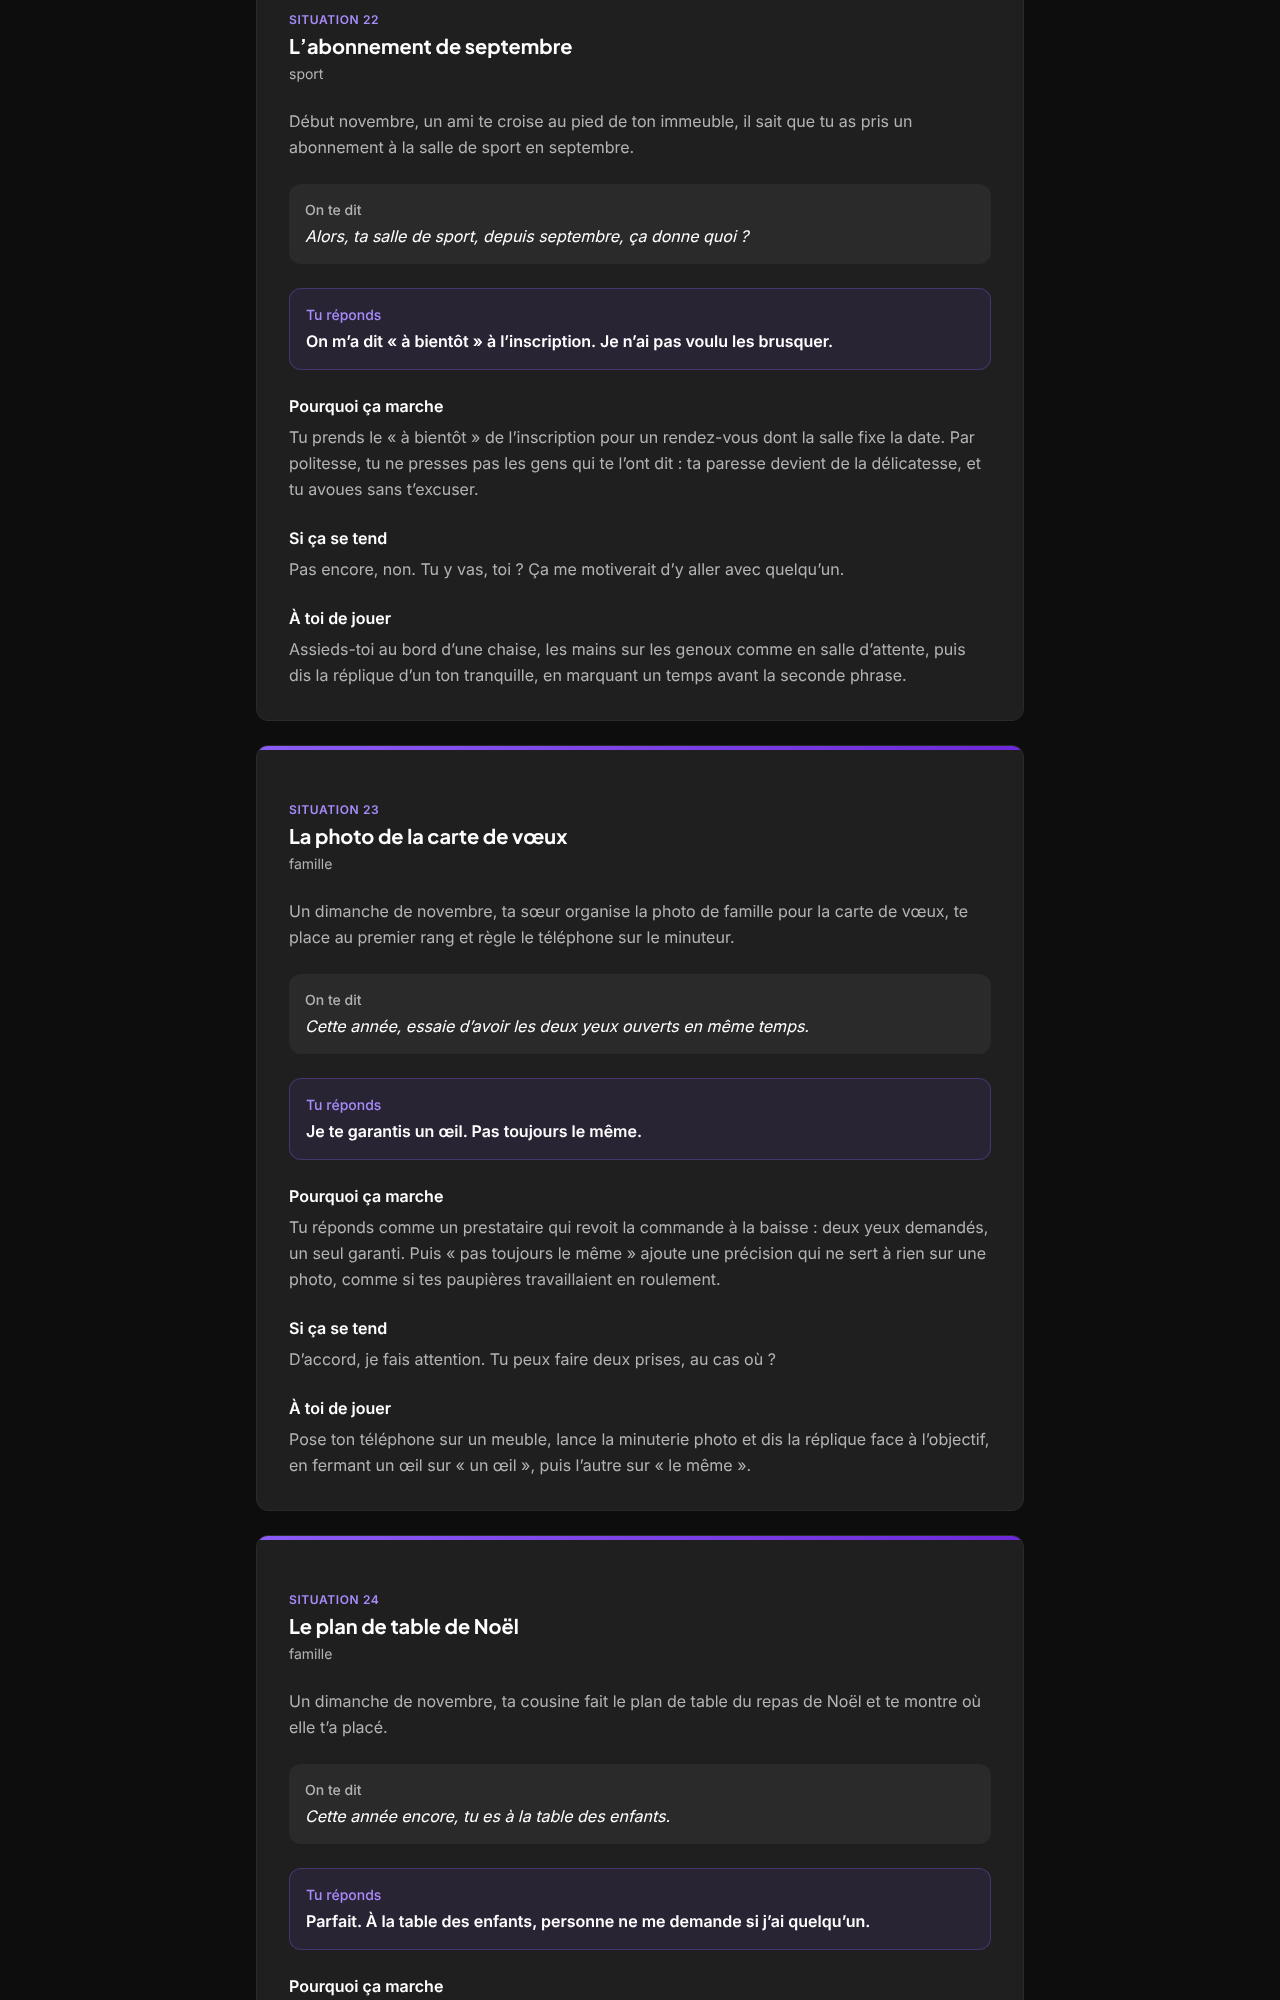 SITUATION 22
L’abonnement de septembre
sport
Début novembre, un ami te croise au pied de ton immeuble, il sait que tu as pris un
abonnement à la salle de sport en septembre.
On te dit
Alors, ta salle de sport, depuis septembre, ça donne quoi ?
Tu réponds
On m’a dit « à bientôt » à l’inscription. Je n’ai pas voulu les brusquer.
Pourquoi ça marche
Tu prends le « à bientôt » de l’inscription pour un rendez-vous dont la salle fixe la date. Par
politesse, tu ne presses pas les gens qui te l’ont dit : ta paresse devient de la délicatesse, et
tu avoues sans t’excuser.
Si ça se tend
Pas encore, non. Tu y vas, toi ? Ça me motiverait d’y aller avec quelqu’un.
À toi de jouer
Assieds-toi au bord d’une chaise, les mains sur les genoux comme en salle d’attente, puis
dis la réplique d’un ton tranquille, en marquant un temps avant la seconde phrase.
SITUATION 23
La photo de la carte de vœux
famille
Un dimanche de novembre, ta sœur organise la photo de famille pour la carte de vœux, te
place au premier rang et règle le téléphone sur le minuteur.
On te dit
Cette année, essaie d’avoir les deux yeux ouverts en même temps.
Tu réponds
Je te garantis un œil. Pas toujours le même.
Pourquoi ça marche
Tu réponds comme un prestataire qui revoit la commande à la baisse : deux yeux demandés,
un seul garanti. Puis « pas toujours le même » ajoute une précision qui ne sert à rien sur une
photo, comme si tes paupières travaillaient en roulement.
Si ça se tend
D’accord, je fais attention. Tu peux faire deux prises, au cas où ?
À toi de jouer
Pose ton téléphone sur un meuble, lance la minuterie photo et dis la réplique face à l’objectif,
en fermant un œil sur « un œil », puis l’autre sur « le même ».
SITUATION 24
Le plan de table de Noël
famille
Un dimanche de novembre, ta cousine fait le plan de table du repas de Noël et te montre où
elle t’a placé.
On te dit
Cette année encore, tu es à la table des enfants.
Tu réponds
Parfait. À la table des enfants, personne ne me demande si j’ai quelqu’un.
Pourquoi ça marche